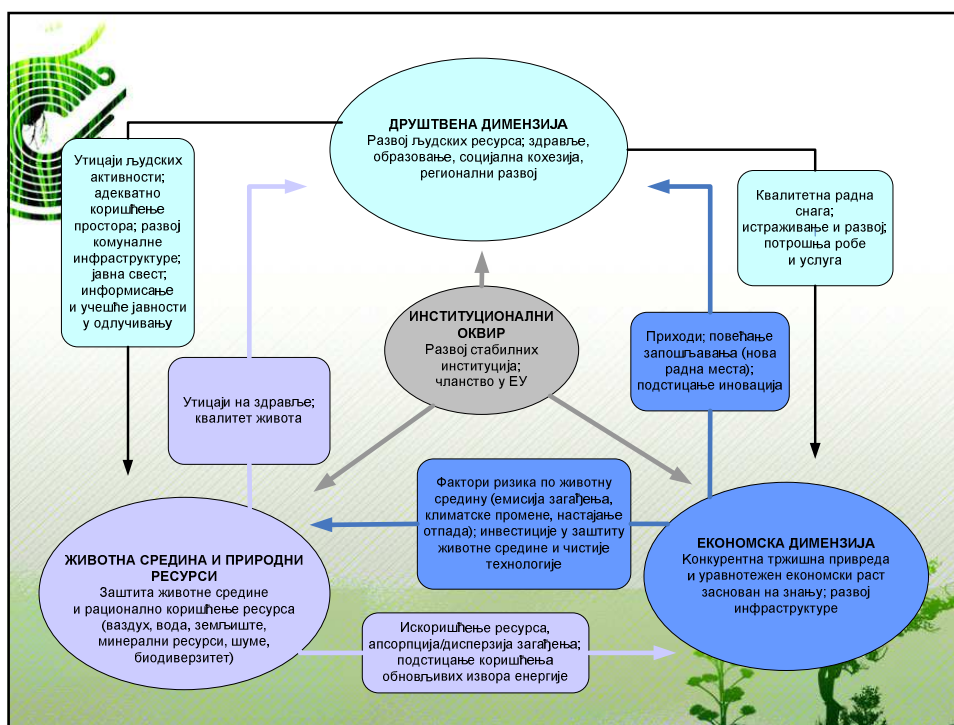 ДРУШТВЕНА ДИМЕНЗИЈА
Развој људских ресурса; здравље,
образовање, социјална кохезија,
регионални развој
Утицаји људских
активности;
адекватно
коришћење
простора; развој
комуналне
инфраструктуре;
јавна свест;
информисање
и учешће јавности
у одлучивању
Квалитетна радна
снага;
истраживање и развој;
потрошња робе
и услуга
ИНСТИТУЦИОНАЛНИ
ОКВИР
Развој стабилних
институција;
чланство у ЕУ
Приходи; повећање
запошљавања (нова
радна места);
подстицање иновација
Утицаји на здравље;
квалитет живота
Фактори ризика по животну
средину (емисија загађења,
климатске промене, настајање
отпада); инвестиције у заштиту
животне средине и чистије
технологије
ЖИВОТНА СРЕДИНА И ПРИРОДНИ
РЕСУРСИ
Заштита животне средине
и рационално коришћење ресурса
(ваздух, вода, земљиште,
минерални ресурси, шуме,
биодиверзитет)
ЕКОНОМСКА ДИМЕНЗИЈА
Конкурентна тржишна привреда
и уравнотежен економски раст
заснован на знању; развој
инфраструктуре
Искоришћење ресурса,
апсорпција/дисперзија загађења;
подстицање коришћења
обновљивих извора енергије